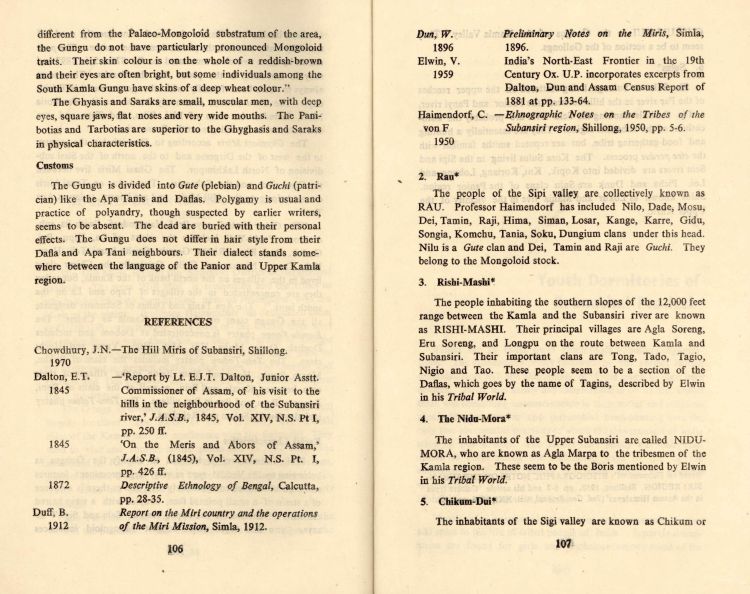 different from the Palaeo-Mongoloid substratum of the area,
the Gungu do not have particularly pronounced Mongoloid
traits. Their skin colour is on the whole of a reddish-brown
and their eyes are often bright, but some individuals among the
South Kamla Gungu have skins of a deep wheat colour."
The Ghyasis and Saraks are small, muscular men, with deep
eyes, square jaws, flat noses and very wide mouths. The Pani-
botias and Tarbotias are superior to the Ghyghasis and Saraks
in physical characteristics.
Customs
The Gungu is divided into Gute (plebian) and Guchi (patri-
cian) like the Apa Tanis and Daflas. Polygamy is usual and
practice of polyandry, though suspected by earlier writers,
seems to be absent. The dead are buried with their personal
effects. The Gungu does not differ in hair style from their
Dafla and Apa Tani neighbours. Their dialect stands some-
where between the language of the Panior and Upper Kamla
region.
REFERENCES
Chowdhury, J.N.—The Hill Miris of Subansiri, Shillong.
1970
Dalton, E.T. —'Report by Lt. E.J.T. Dalton, Junior Asstt.
1845 Commissioner of Assam, of his visit to the
hills in the neighbourhood of the Subansiri
river,' J.A.S.B., 1845, Vol. XIV, N.S. Pt I,
pp. 250 ff.
1845 'On the Meris and Abors of Assam,'
J.A.S.B., (1845), Vol. XIV, N.S. Pt. I,
pp. 426 ff.
1872 Descriptive Ethnology of Bengal, Calcutta,
pp. 28-35.
Duff, B. Report on the Miri country and the operations
1912 of the Miri Mission, Simla, 1912.
106
Dun, W. Preliminary Notes on the Miris, Simla,
1896 1896.
Elwin, V. India's North-East Frontier in the 19th
1959 Century Ox. U.P. incorporates excerpts from
Dalton, Dun and Assam Census Report of
1881 at pp. 133-64.
Haimendorf, C. —Ethnographic Notes on the Tribes of the
von F Subansiri region, Shillong, 1950, pp. 5-6.
1950
2. Rau*
The people of the Sipi valley are collectively known as
RAU. Professor Haimendorf has included Nilo, Dade, Mosu,
Dei, Tamin, Raji, Hima, Siman, Losar, Kange, Karre, Gidu,
Songia, Komchu, Tania, Soku, Dungium clans under this head.
Nilu is a Gute clan and Dei, Tamin and Raji are Guchi. They
belong to the Mongoloid stock.
3. Rishi-Mashi*
The people inhabiting the southern slopes of the 12,000 feet
range between the Kamla and the Subansiri river are known
as RISHI-MASHI. Their principal villages are Agla Soreng,
Eru Soreng, and Longpu on the route between Kamla and
Subansiri. Their important clans are Tong, Tado, Tagio,
Nigio and Tao. These people seem to be a section of the
Daflas, which goes by the name of Tagins, described by Elwin
in his Tribal World.
4. The Nidu-Mora*
The inhabitants of the Upper Subansiri are called NIDU-
MORA, who are known as Agla Marpa to the tribesmen of the
Kamla region. These seem to be the Boris mentioned by Elwin
in his Tribal World.
5. Chikum-Dui*
The inhabitants of the Sigi valley are known as Chikum or
107